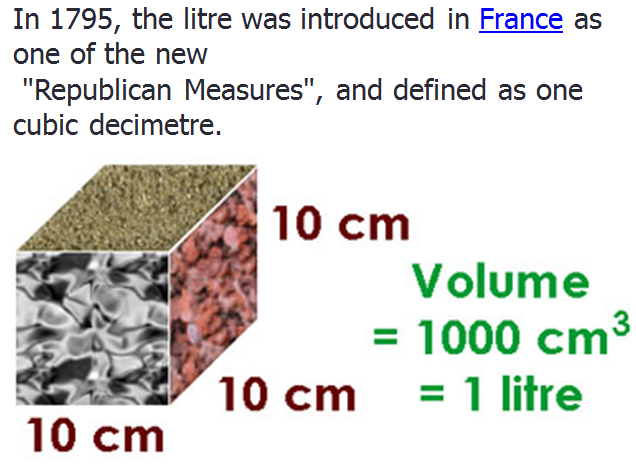 In 1795, the litre was introduced in France as
one of the new
"Republican Measures", and defined as one
cubic decimetre.
10 cm
Volume
= 1000 cm³
10 cm
= 1 litre
10 cm